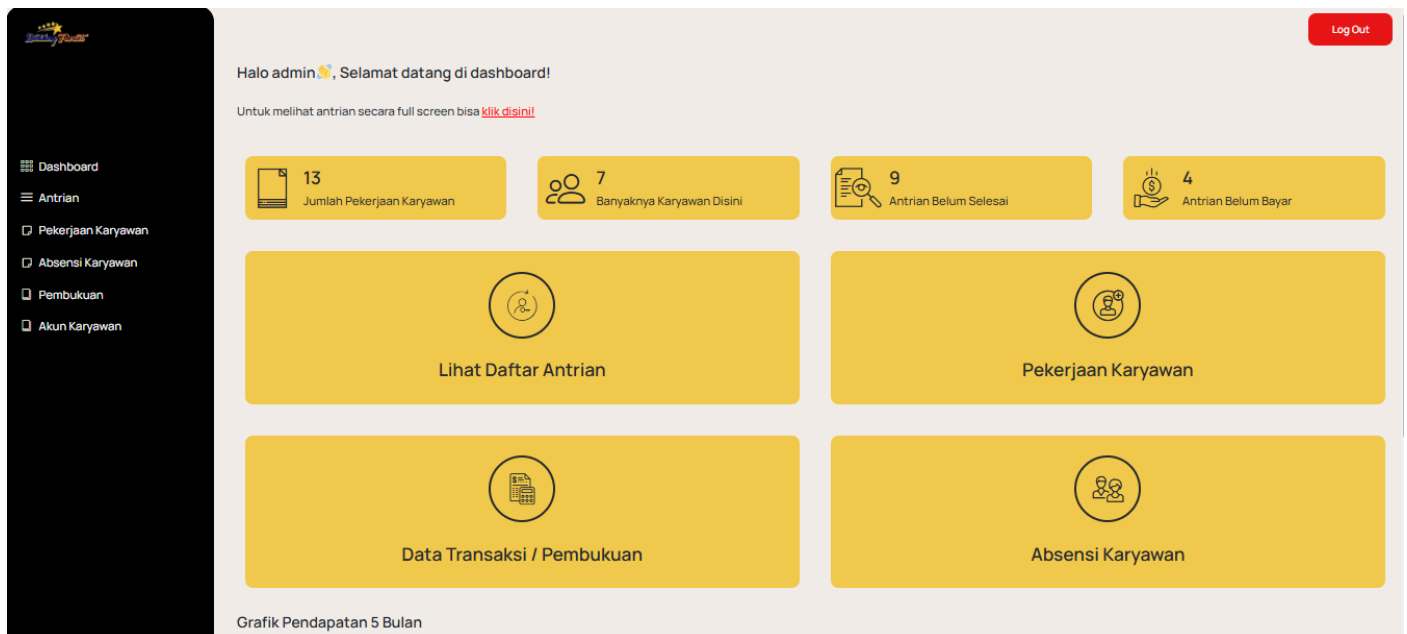 Log Out
Halo admin👋, Selamat datang di dashboard!
Untuk melihat antrian secara full screen bisa klik disini!
Dashboard
Antrian
Pekerjaan Karyawan
Absensi Karyawan
Pembukuan
Akun Karyawan
13
Jumlah Pekerjaan Karyawan
7
Banyaknya Karyawan Disini
9
Antrian Belum Selesai
4
Antrian Belum Bayar
Lihat Daftar Antrian
Pekerjaan Karyawan
Data Transaksi / Pembukuan
Absensi Karyawan
Grafik Pendapatan 5 Bulan